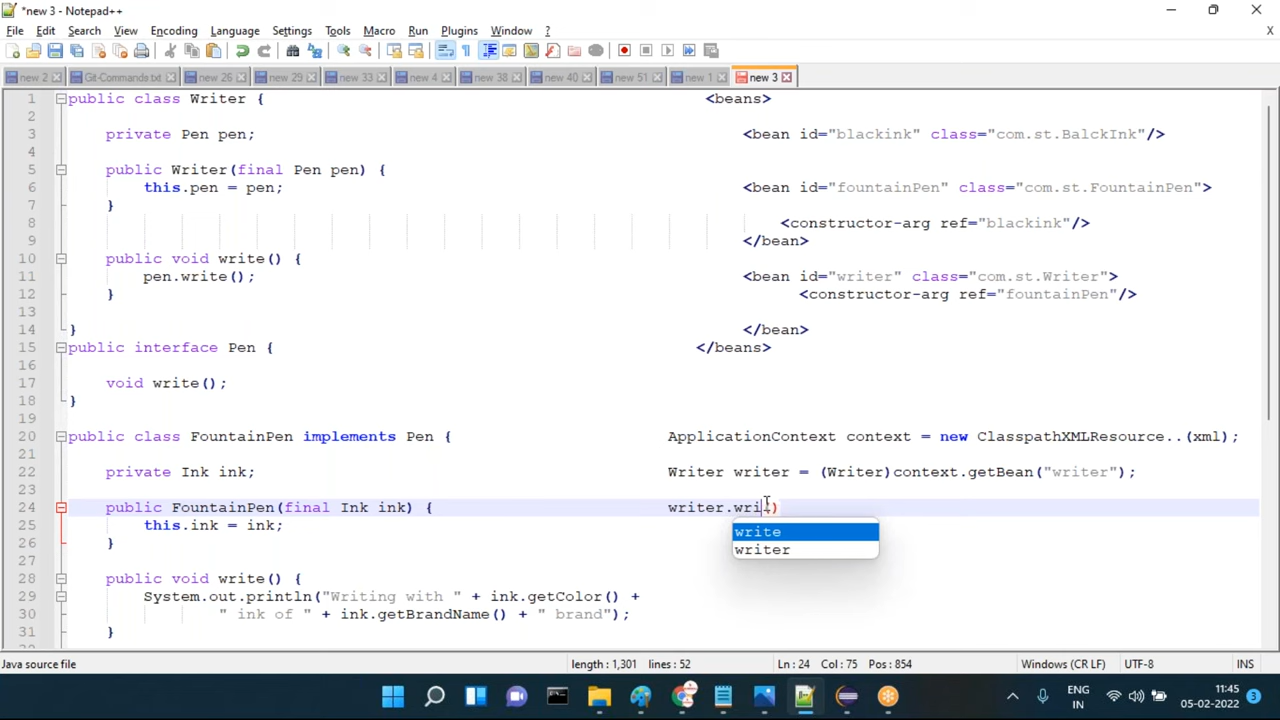 *new 3 - Notepad++
File Edit Search View Encoding Language Settings Tools Macro Run Plugins Window ? X
new 2 Git-Commands.txt new 26 new 29 new 33 new 4 new 38 new 40 new 51 new 1 new 3
1 public class Writer { <beans>
2
3 private Pen pen; <bean id="blackink" class="com.st.BalckInk"/>
4
5 public Writer(final Pen pen) {
6 this.pen = pen; <bean id="fountainPen" class="com.st.FountainPen">
7 }
8 <constructor-arg ref="blackink"/>
9 </bean>
10 public void write() {
11 pen.write(); <bean id="writer" class="com.st.Writer">
12 } <constructor-arg ref="fountainPen"/>
13
14 } </bean>
15 public interface Pen { </beans>
16
17 void write();
18 }
19
20 public class FountainPen implements Pen { ApplicationContext context = new ClasspathXMLResource..(xml);
21
22 private Ink ink; Writer writer = (Writer)context.getBean("writer");
23
24 public FountainPen(final Ink ink) { writer.wri)
25 this.ink = ink; write
26 } writer
27
28 public void write() {
29 System.out.println("Writing with " + ink.getColor() +
30 " ink of " + ink.getBrandName() + " brand");
31 }
Java source file length : 1,301 lines : 52 Ln : 24 Col : 75 Pos : 854 Windows (CR LF) UTF-8 INS
ENG 11:45
IN 05-02-2022 3